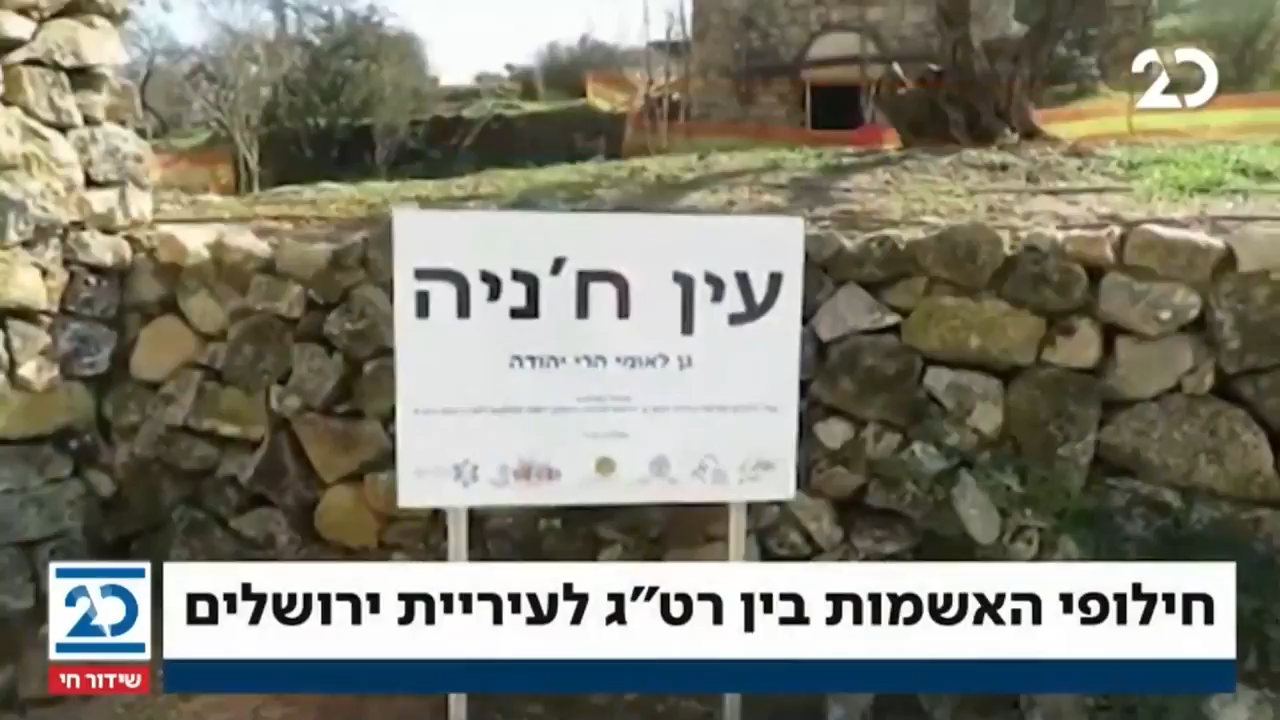 20
עין ח'ניה
גן לאומי הרי יהודה
חילופי האשמות בין רט"ג לעיריית ירושלים
20
שידור חי